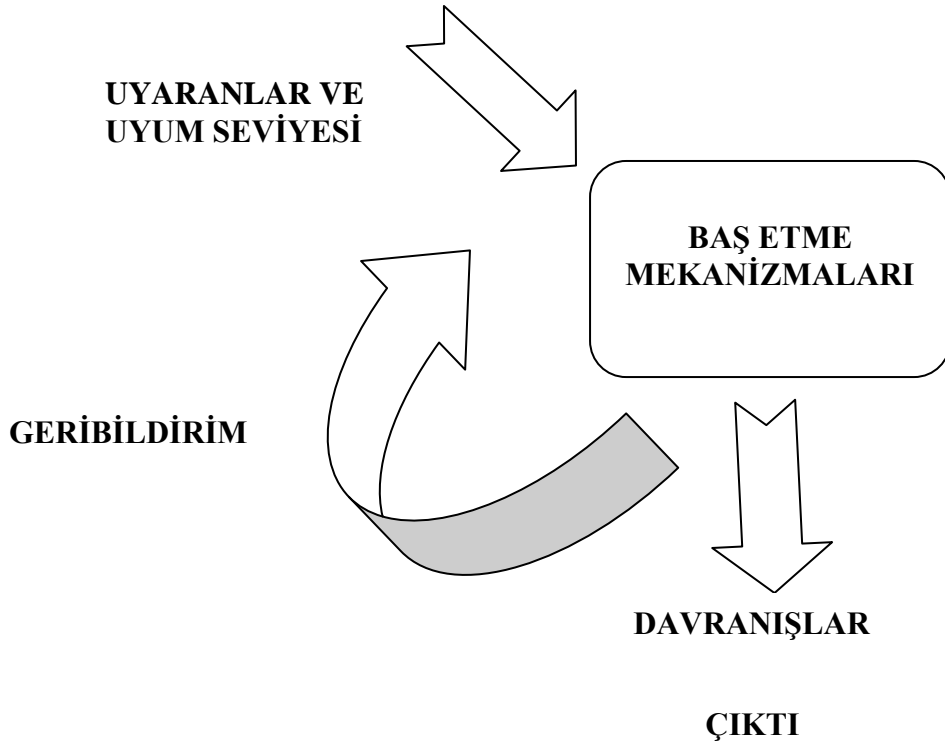 UYARANLAR VE
UYUM SEVİYESİ
BAŞ ETME
MEKANİZMALARI
GERİBİLDİRİM
DAVRANIŞLAR
ÇIKTI